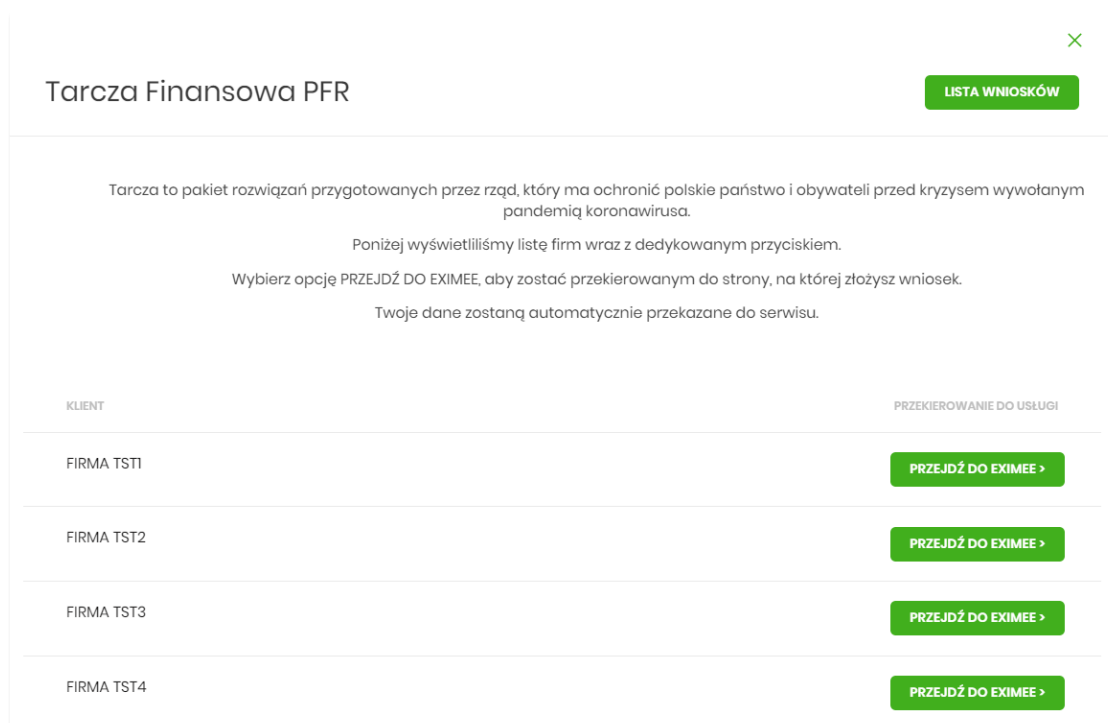 Tarcza Finansowa PFR
LISTA WNIOSKÓW
Tarcza to pakiet rozwiązań przygotowanych przez rząd, który ma ochronić polskie państwo i obywateli przed kryzysem wywołanym
pandemią koronawirusa.
Poniżej wyświetliliśmy listę firm wraz z dedykowanym przyciskiem.
Wybierz opcję PRZEJDŹ DO EXIMEE, aby zostać przekierowanym do strony, na której złożysz wniosek.
Twoje dane zostaną automatycznie przekazane do serwisu.
KLIENT
PRZEKIEROWANIE DO USŁUGI
FIRMA TST1
PRZEJDŹ DO EXIMEE >
FIRMA TST2
PRZEJDŹ DO EXIMEE >
FIRMA TST3
PRZEJDŹ DO EXIMEE >
FIRMA TST4
PRZEJDŹ DO EXIMEE >